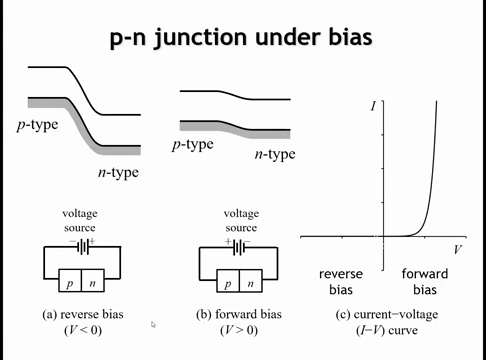 p-n junction under bias
p-type
n-type
p-type
n-type
I
V
reverse
bias
forward
bias
voltage
source
− +
p n
voltage
source
+ −
p n
(a) reverse bias
(V < 0)
(b) forward bias
(V > 0)
(c) current−voltage
(I−V) curve